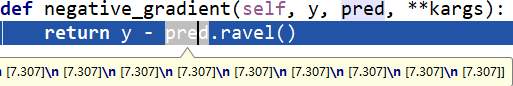 def negative_gradient(self, y, pred, **kargs):
return y - pred.ravel()
[7.307]\n [7.307]\n [7.307]\n [7.307]\n [7.307]\n [7.307]\n [7.307]\n [7.307]\n [7.307]]